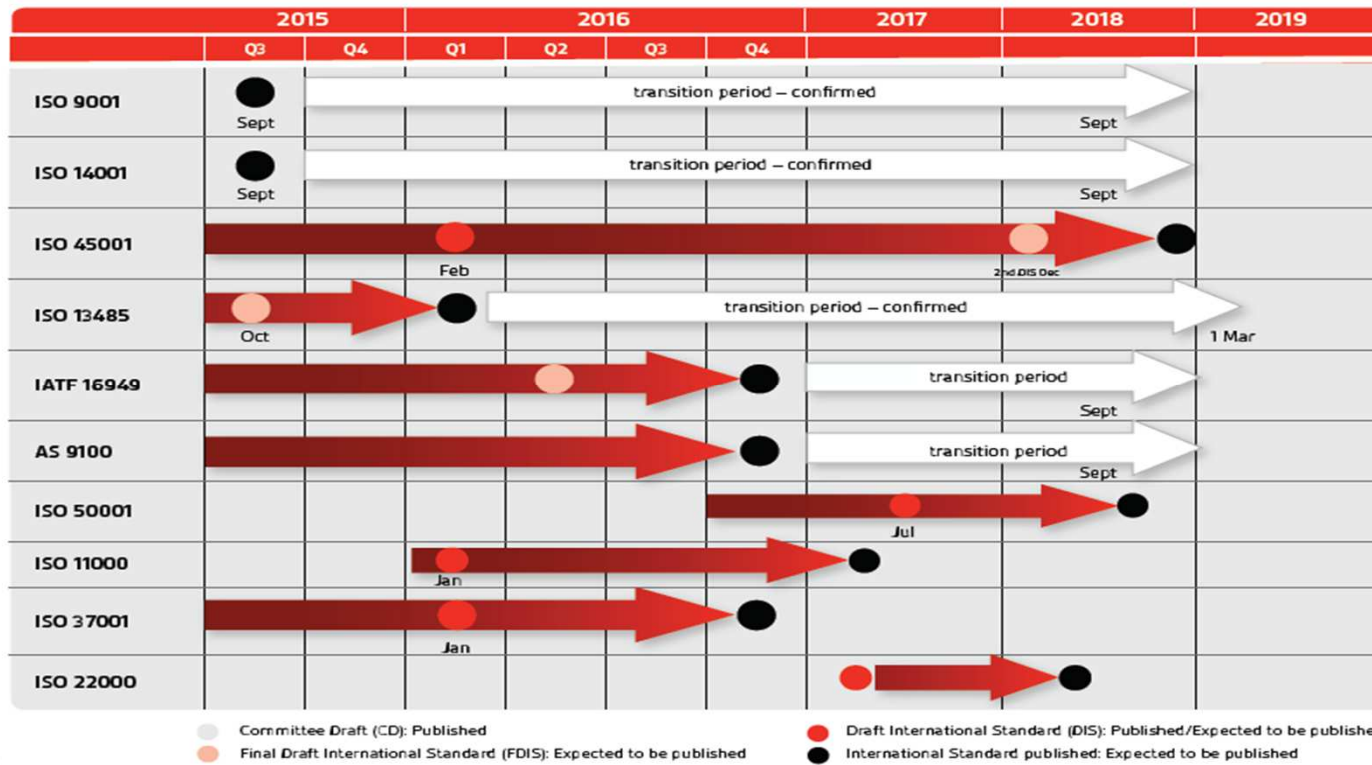 2015 2016 2017 2018 2019
Q3 Q4 Q1 Q2 Q3 Q4
ISO 9001 transition period – confirmed
Sept Sept
ISO 14001 transition period – confirmed
Sept Sept
ISO 45001
Feb 2nd DIS Dec
ISO 13485 transition period – confirmed
Oct 1 Mar
IATF 16949 transition period
Sept
AS 9100 transition period
Sept
ISO 50001
Jul
ISO 11000
Jan
ISO 37001
Jan
ISO 22000
Committee Draft (CD): Published Draft International Standard (DIS): Published/Expected to be publishe
Final Draft International Standard (FDIS): Expected to be published International Standard published: Expected to be published